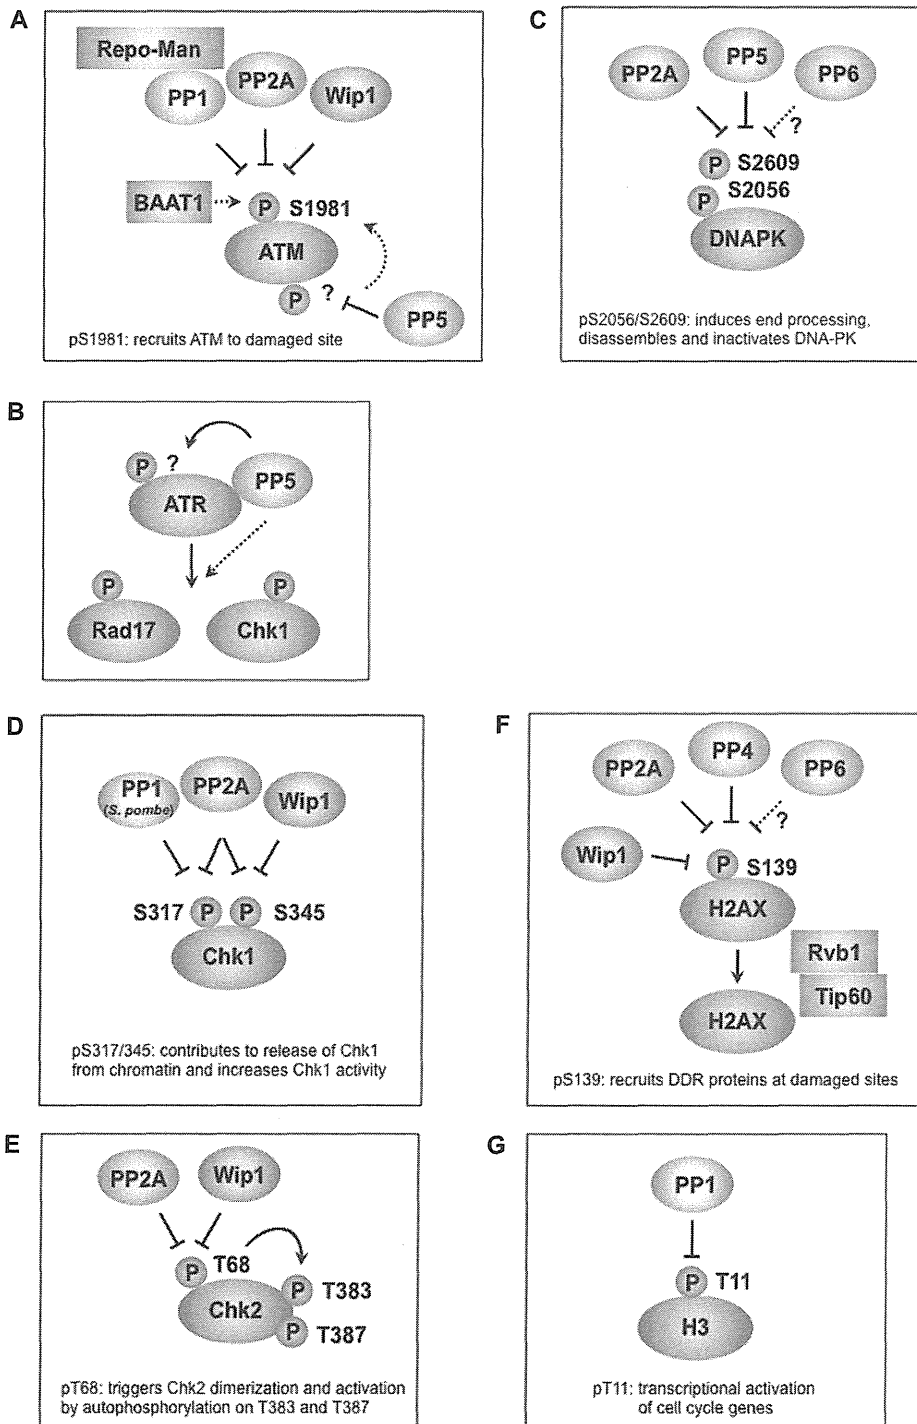 A
Repo-Man
PP1
PP2A
Wip1
BAAT1
P
S1981
ATM
P
?
PP5
pS1981: recruits ATM to damaged site
B
P
?
ATR
PP5
P
Rad17
P
Chk1
C
PP2A
PP5
PP6
?
P
S2609
P
S2056
DNAPK
pS2056/S2609: induces end processing,
disassembles and inactivates DNA-PK
D
PP1
(S. pombe)
PP2A
Wip1
S317
P
P
S345
Chk1
pS317/345: contributes to release of Chk1
from chromatin and increases Chk1 activity
E
PP2A
Wip1
P
T68
Chk2
P
T383
P
T387
pT68: triggers Chk2 dimerization and activation
by autophosphorylation on T383 and T387
F
PP2A
PP4
PP6
?
Wip1
P
S139
H2AX
Rvb1
Tip60
H2AX
pS139: recruits DDR proteins at damaged sites
G
PP1
P
T11
H3
pT11: transcriptional activation
of cell cycle genes